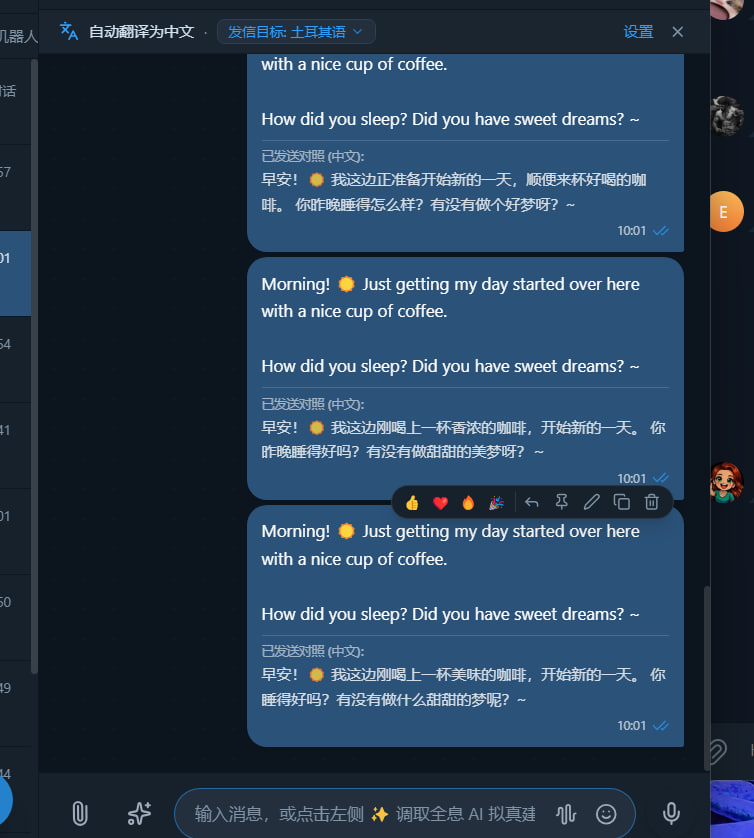 自动翻译为中文 · 发信目标: 土耳其语 设置
机器人
with a nice cup of coffee.
How did you sleep? Did you have sweet dreams? ~
已发送对照 (中文):
早安！ ☀️ 我这边正准备开始新的一天，顺便来杯好喝的咖
啡。 你昨晚睡得怎么样？有没有做个好梦呀？~
10:01
Morning! ☀️ Just getting my day started over here
with a nice cup of coffee.
How did you sleep? Did you have sweet dreams? ~
已发送对照 (中文):
早安！ ☀️ 我这边刚喝上一杯香浓的咖啡，开始新的一天。 你
昨晚睡得好吗？有没有做甜甜的美梦呀？~
10:01
Morning! ☀️ Just getting my day started over here
with a nice cup of coffee.
How did you sleep? Did you have sweet dreams? ~
已发送对照 (中文):
早安！ ☀️ 我这边刚喝上一杯美味的咖啡，开始新的一天。 你
睡得好吗？有没有做什么甜甜的梦呢？~
10:01
输入消息，或点击左侧 ✨ 调取全息 AI 拟真建
话
57
01
54
41
01
50
49
44
E